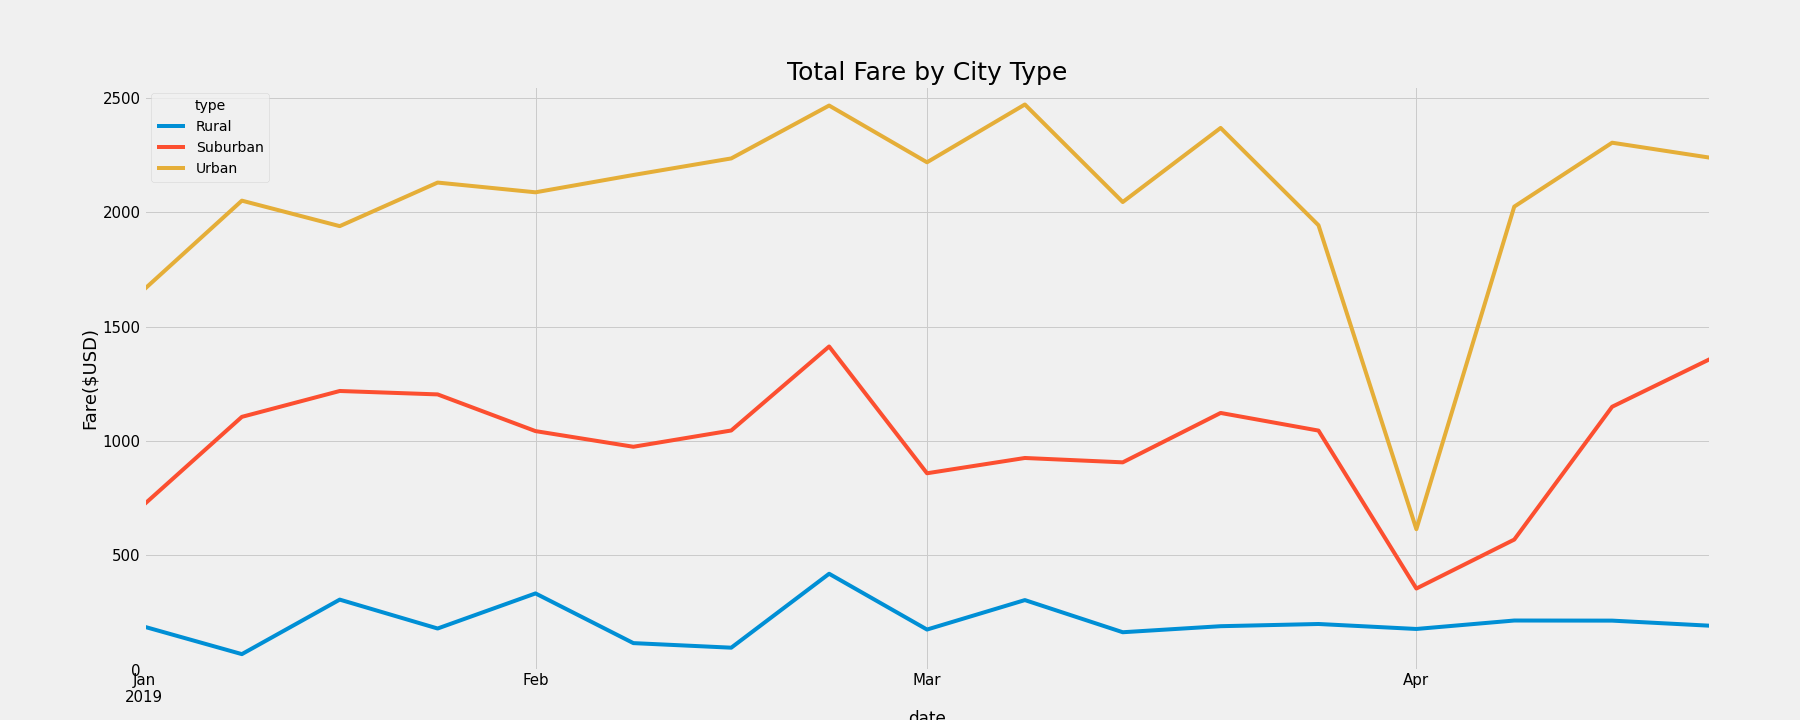 Total Fare by City Type
type
Rural
Suburban
Urban
Fare($USD)
2500
2000
1500
1000
500
0
Jan
2019
Feb
Mar
Apr
date